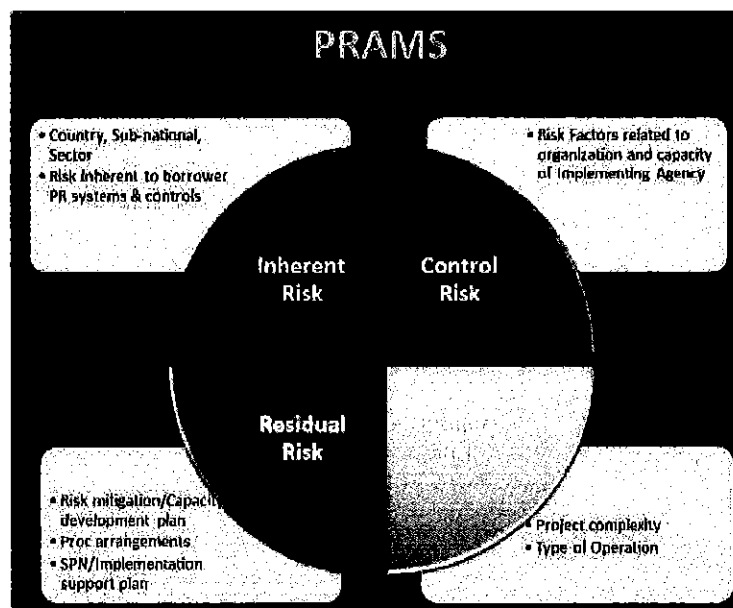 PRAMS
• Country, Sub-national,
Sector
• Risk Inherent to borrower
PR systems & controls
• Risk Factors related to
organization and capacity
of Implementing Agency
Inherent
Risk
Control
Risk
Residual
Risk
• Risk mitigation/Capacity
development plan
• Proc arrangements
• SPN/Implementation
support plan
• Project complexity
• Type of Operation